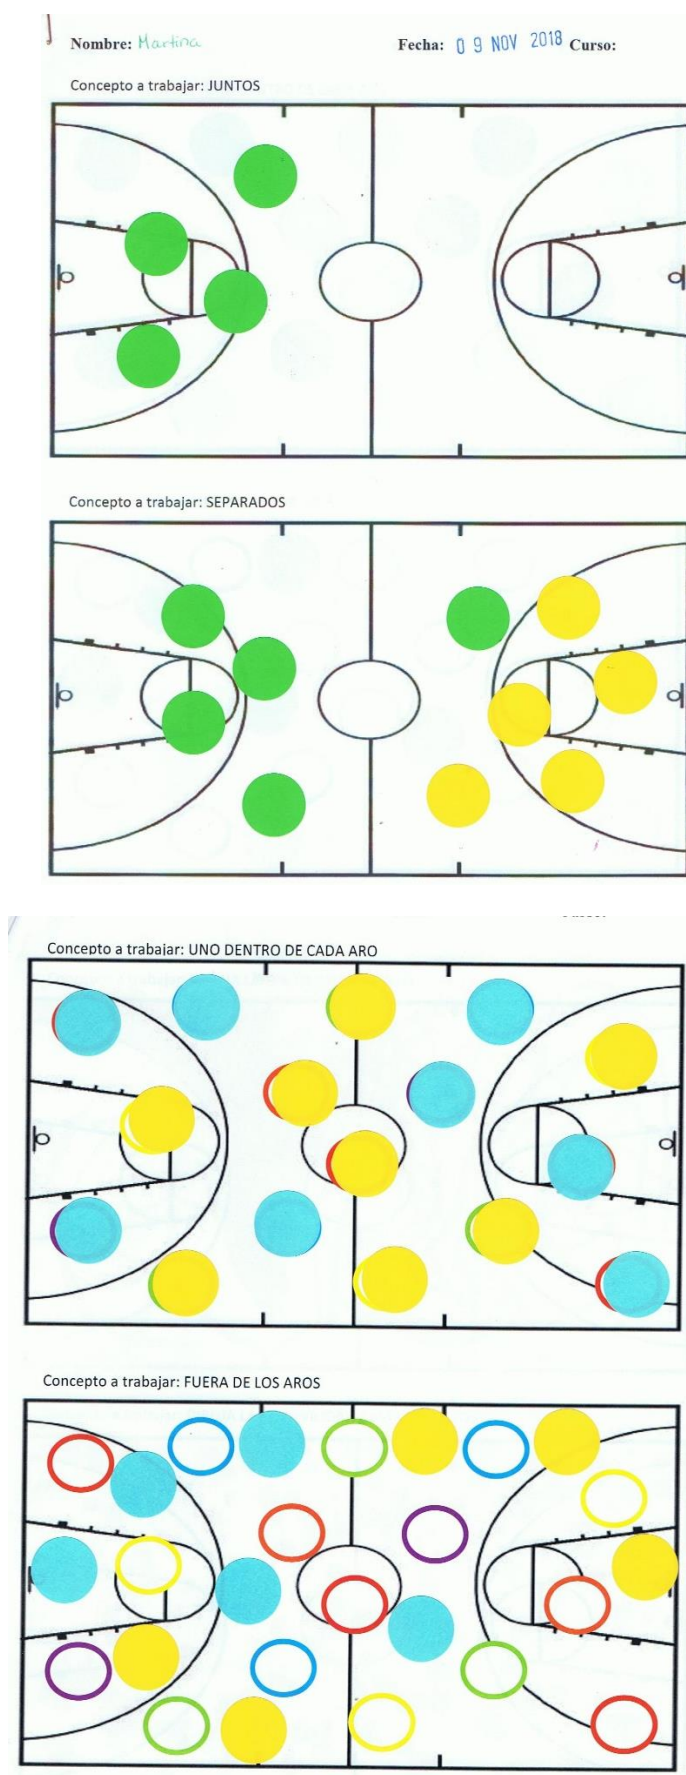 Nombre: Martina Fecha: 09 NOV 2018 Curso:
Concepto a trabajar: JUNTOS
Concepto a trabajar: SEPARADOS
Concepto a trabajar: UNO DENTRO DE CADA ARO
Concepto a trabajar: FUERA DE LOS AROS